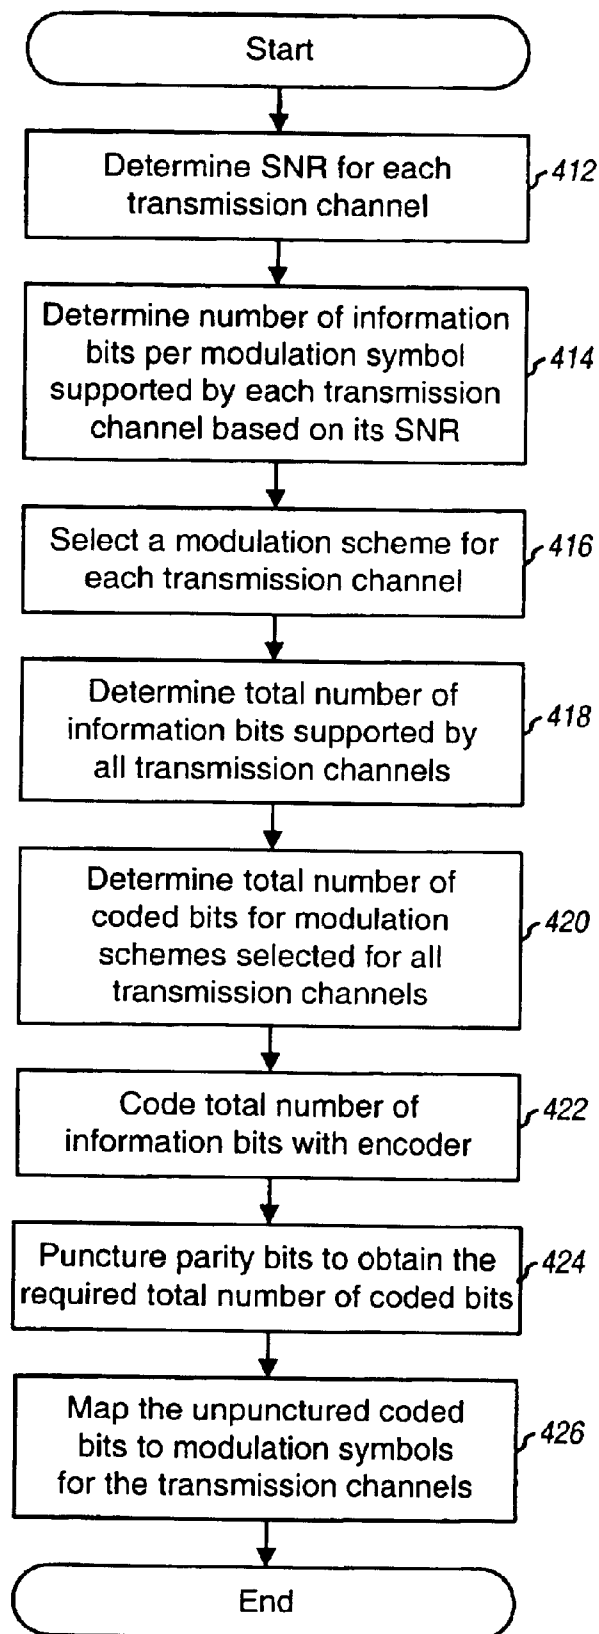 Start
Determine SNR for each
transmission channel
412
Determine number of information
bits per modulation symbol
supported by each transmission
channel based on its SNR
414
Select a modulation scheme for
each transmission channel
416
Determine total number of
information bits supported by
all transmission channels
418
Determine total number of
coded bits for modulation
schemes selected for all
transmission channels
420
Code total number of
information bits with encoder
422
Puncture parity bits to obtain the
required total number of coded bits
424
Map the unpunctured coded
bits to modulation symbols
for the transmission channels
426
End